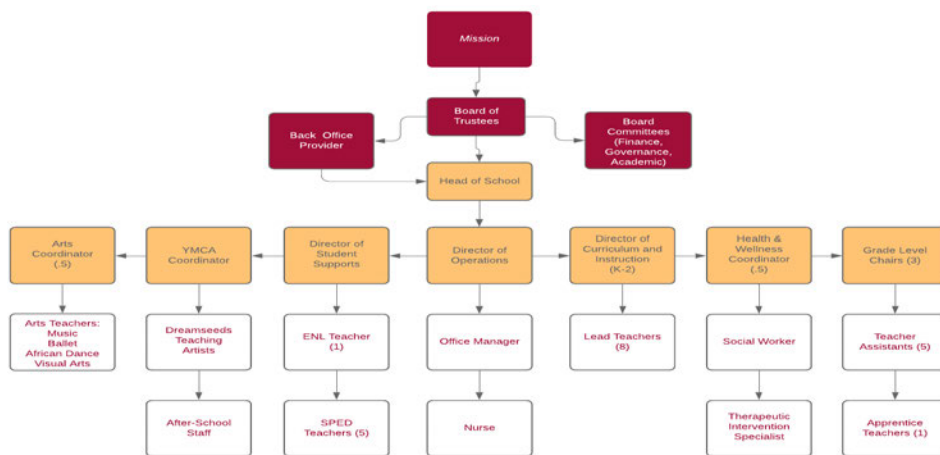 Mission
Board of
Trustees
Back Office
Provider
Board
Committees
(Finance,
Governance,
Academic)
Head of School
Arts
Coordinator
(.5)
YMCA
Coordinator
Director
of Student
Supports
Director of
Operations
Director of
Curriculum and
Instruction
(K-2)
Health &
Wellness
Coordinator
(.5)
Grade Level
Chairs (3)
Arts Teachers:
Music
Ballet
African Dance
Visual Arts
Dreamseeds
Teaching
Artists
ENL Teacher
(1)
Office Manager
Lead Teachers
(8)
Social Worker
Teacher
Assistants (5)
After-School
Staff
SPED
Teachers (5)
Nurse
Therapeutic
Intervention
Specialist
Apprentice
Teachers (1)